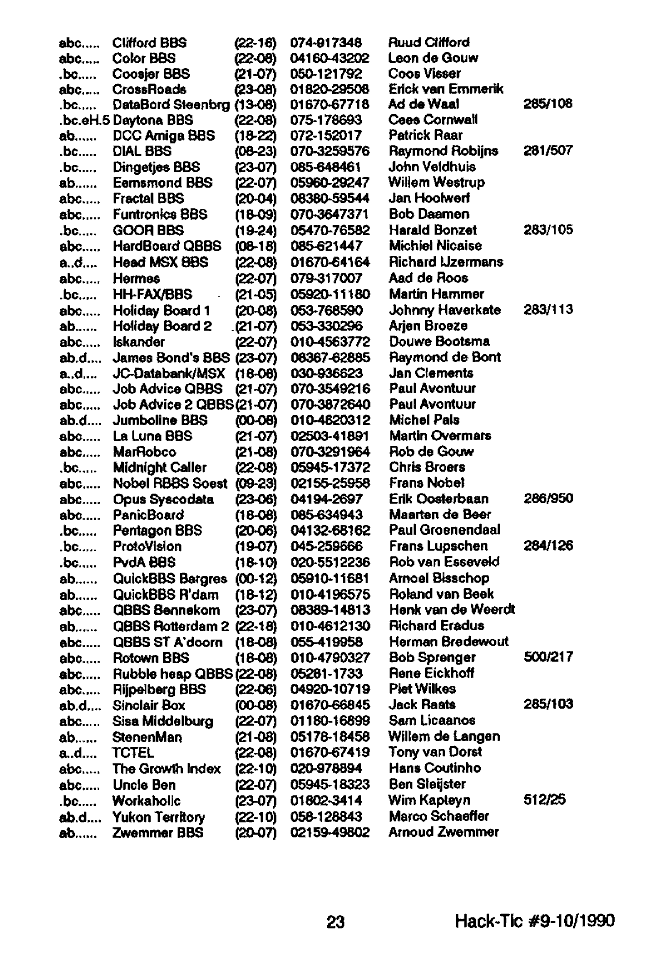 abc..... Clifford BBS (22-16) 074-917348 Ruud Clifford
abc..... Color BBS (22-08) 04160-43202 Leon de Gouw
.bc..... Coosjer BBS (21-07) 050-121792 Coos Visser
abc..... CrossRoads (23-08) 01820-29508 Erick van Emmerik
.bc..... DataBord Steenbrg (13-08) 01670-67718 Ad de Waal 285/108
.bc.eH.5 Daytona BBS (22-08) 075-178693 Cees Cornwall
ab...... DCC Amiga BBS (18-22) 072-152017 Patrick Raar
.bc..... DIAL BBS (08-23) 070-3259576 Raymond Robijns 281/507
.bc..... Dingetjes BBS (23-07) 085-648461 John Veldhuis
ab...... Eemsmond BBS (22-07) 05960-29247 Willem Westrup
abc..... Fractal BBS (20-04) 08380-59544 Jan Hoolwerf
abc..... Funtronics BBS (18-09) 070-3647371 Bob Daamen
.bc..... GOOR BBS (19-24) 05470-76582 Harald Bonzet 283/105
abc..... HardBoard QBBS (08-18) 085-621447 Michiel Nicaise
a..d.... Head MSX BBS (22-08) 01670-64164 Richard IJzermans
abc..... Hermes (22-07) 079-317007 Aad de Roos
.bc..... HH-FAX/BBS (21-05) 05920-11180 Martin Hammer
abc..... Holiday Board 1 (20-08) 053-768590 Johnny Haverkate 283/113
ab...... Holiday Board 2 (21-07) 053-330296 Arjen Broeze
abc..... Iskander (22-07) 010-4563772 Douwe Bootsma
ab.d.... James Bond's BBS (23-07) 08367-62885 Raymond de Bont
a..d.... JC-Databank/MSX (18-08) 030-936623 Jan Clements
abc..... Job Advice QBBS (21-07) 070-3549216 Paul Avontuur
abc..... Job Advice 2 QBBS (21-07) 070-3872640 Paul Avontuur
ab.d.... Jumboline BBS (00-08) 010-4820312 Michel Pals
abc..... La Luna BBS (21-07) 02503-41891 Martin Overmars
abc..... MarRobco (21-08) 070-3291964 Rob de Gouw
.bc..... Midnight Caller (22-08) 05945-17372 Chris Broers
abc..... Nobel RBBS Soest (09-23) 02155-25958 Frans Nobel
abc..... Opus Syscodata (23-06) 04194-2697 Erik Oosterbaan 286/950
abc..... PanicBoard (18-08) 085-634943 Maarten de Beer
.bc..... Pentagon BBS (20-06) 04132-68162 Paul Groenendaal
.bc..... ProtoVision (19-07) 045-259666 Frans Lupschen 284/126
.bc..... PvdA BBS (18-10) 020-5512236 Rob van Esseveld
ab...... QuickBBS Bargres (00-12) 05910-11681 Arnoel Bisschop
ab...... QuickBBS R'dam (18-12) 010-4196575 Roland van Beek
abc..... QBBS Bennekom (23-07) 08389-14813 Henk van de Weerdt
ab...... QBBS Rotterdam 2 (22-18) 010-4612130 Richard Eradus
abc..... QBBS ST A'doorn (18-08) 055-419958 Herman Bredewout
abc..... Rotown BBS (18-08) 010-4790327 Bob Sprenger 500/217
abc..... Rubble heap QBBS (22-08) 05281-1733 Rene Eickhoff
abc..... Rijpelberg BBS (22-06) 04920-10719 Piet Wilkes
ab.d.... Sinclair Box (00-08) 01670-66845 Jack Raats 285/103
abc..... Sisa Middelburg (22-07) 01180-16899 Sam Licaanos
ab...... StenenMan (21-08) 05178-18458 Willem de Langen
a..d.... TCTEL (22-08) 01670-67419 Tony van Dorst
abc..... The Growth Index (22-10) 020-978894 Hans Coutinho
abc..... Uncle Ben (22-07) 05945-18323 Ben Sleijster
.bc..... Workaholic (23-07) 01802-3414 Wim Kapteyn 512/25
ab.d.... Yukon Territory (22-10) 058-128843 Marco Schaeffer
ab...... Zwemmer BBS (20-07) 02159-49802 Arnoud Zwemmer
23 Hack-Tic #9-10/1990